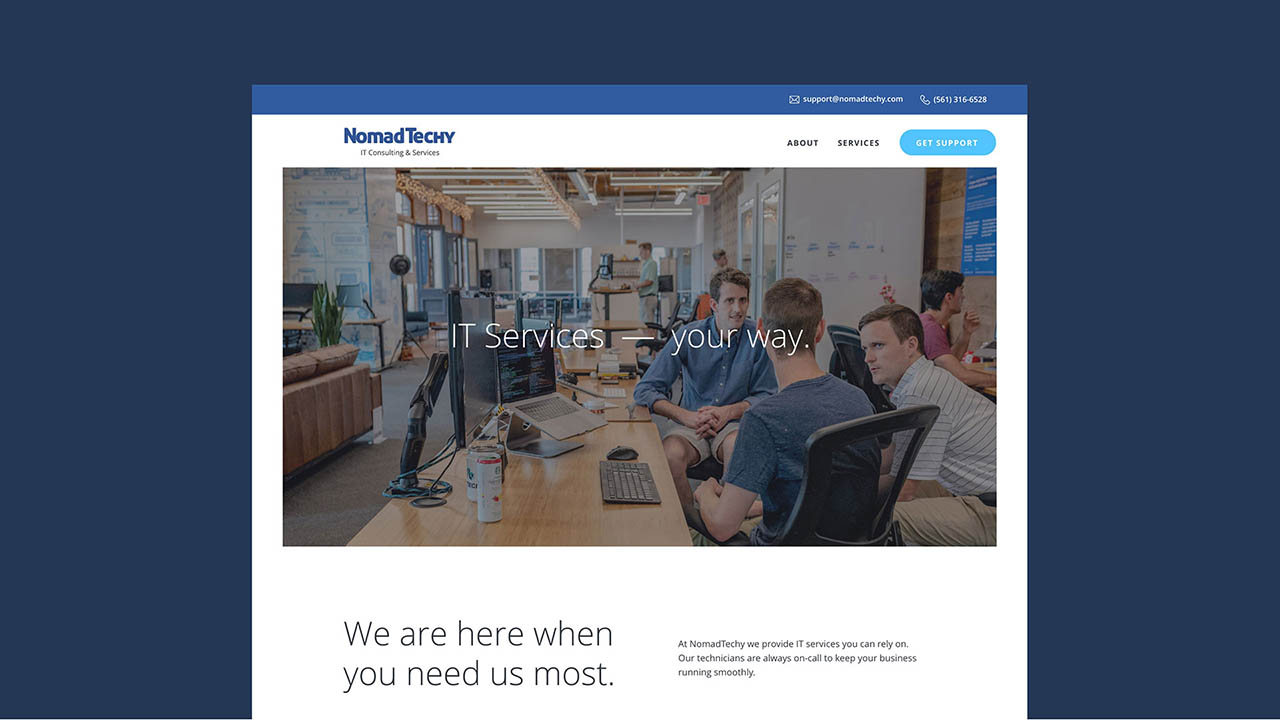 support@nomadtechy.com (561) 316-6528
NomadTechy
IT Consulting & Services
ABOUT SERVICES GET SUPPORT
IT Services — your way.
We are here when
you need us most.
At NomadTechy we provide IT services you can rely on.
Our technicians are always on-call to keep your business
running smoothly.